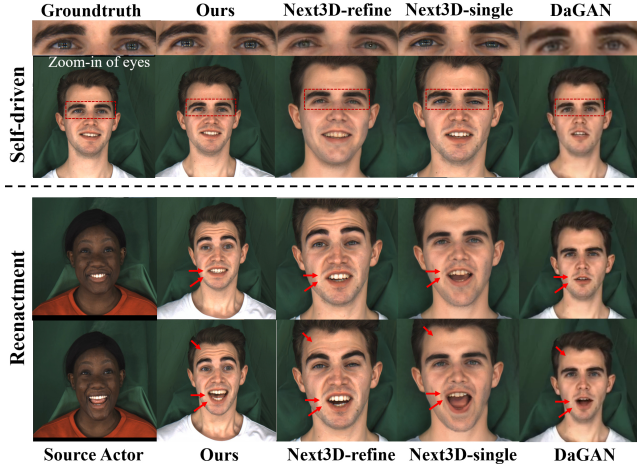 Groundtruth Ours Next3D-refine Next3D-single DaGAN
Zoom-in of eyes
Self-driven
Reenactment
Source Actor Ours Next3D-refine Next3D-single DaGAN